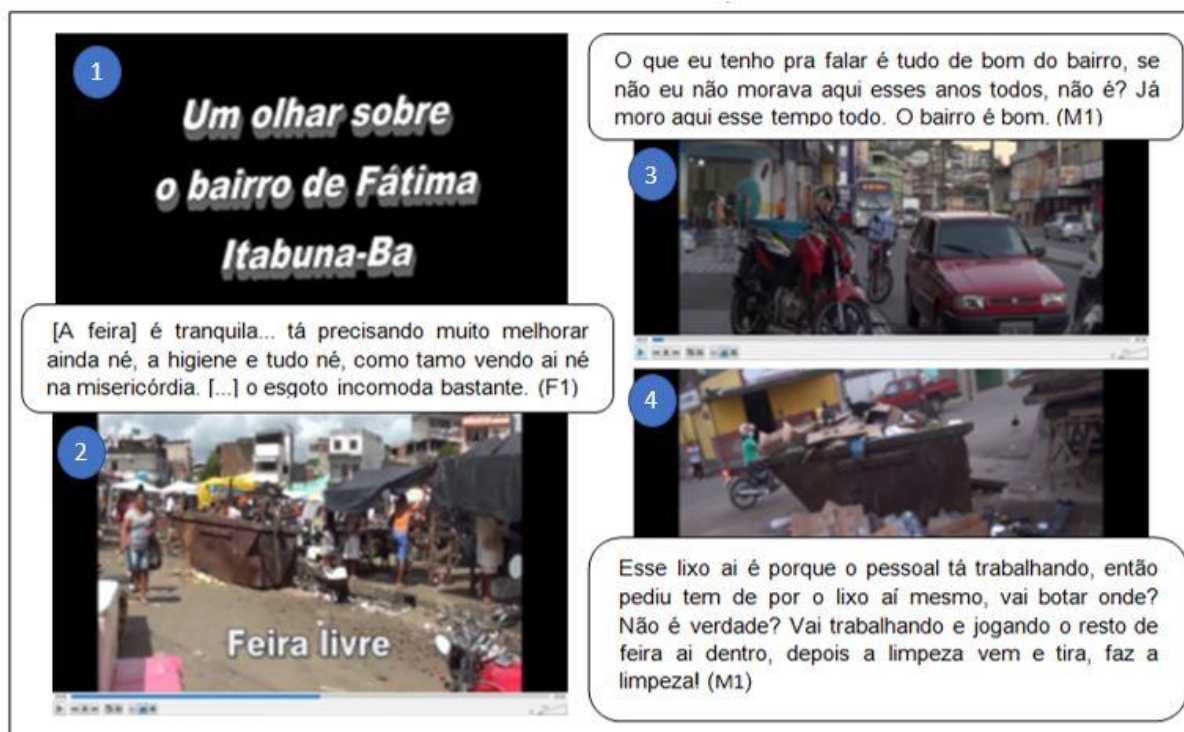 1
Um olhar sobre
o bairro de Fátima
Itabuna-Ba
[A feira] é tranquila... tá precisando muito melhorar
ainda né, a higiene e tudo né, como tamo vendo ai né
na misericórdia. [...] o esgoto incomoda bastante. (F1)
2
Feira livre
O que eu tenho pra falar é tudo de bom do bairro, se
não eu não morava aqui esses anos todos, não é? Já
moro aqui esse tempo todo. O bairro é bom. (M1)
3
4
Esse lixo ai é porque o pessoal tá trabalhando, então
pediu tem de por o lixo aí mesmo, vai botar onde?
Não é verdade? Vai trabalhando e jogando o resto de
feira ai dentro, depois a limpeza vem e tira, faz a
limpeza! (M1)